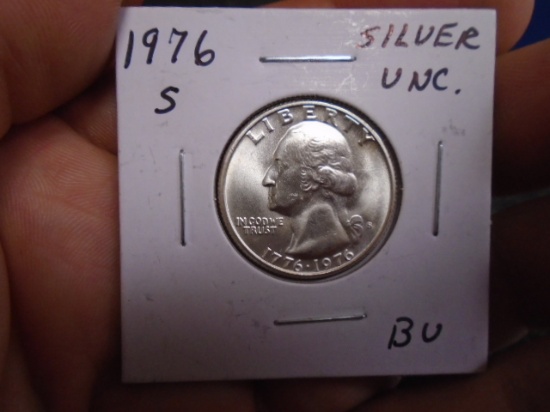 1976
S
SILVER
UNC.
LIBERTY
IN GOD WE
TRUST
S
1776·1976
BU